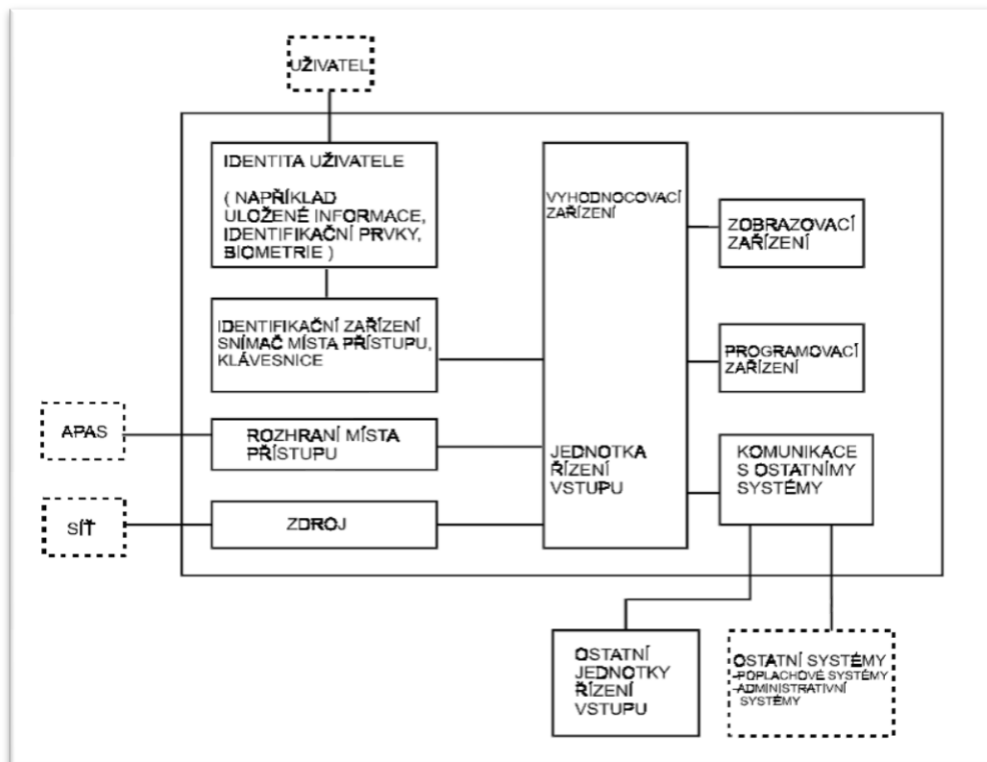 UŽIVATEL
IDENTITA UŽIVATELE
( NAPŘÍKLAD
ULOŽENÉ INFORMACE,
IDENTIFIKAČNÍ PRVKY,
BIOMETRIE )
IDENTIFIKAČNÍ ZAŘÍZENÍ
SNÍMAČ MÍSTA PŘÍSTUPU,
KLÁVESNICE
APAS
ROZHRANÍ MÍSTA
PŘÍSTUPU
SÍŤ
ZDROJ
VYHODNOCOVACÍ
ZAŘÍZENÍ
JEDNOTKA
ŘÍZENÍ
VSTUPU
ZOBRAZOVACÍ
ZAŘÍZENÍ
PROGRAMOVACÍ
ZAŘÍZENÍ
KOMUNIKACE
S OSTATNÍMY
SYSTÉMY
OSTATNÍ
JEDNOTKY
ŘÍZENÍ
VSTUPU
OSTATNÍ SYSTÉMY
-POPLACHOVÉ SYSTÉMY
-ADMINISTRATIVNÍ
SYSTÉMY